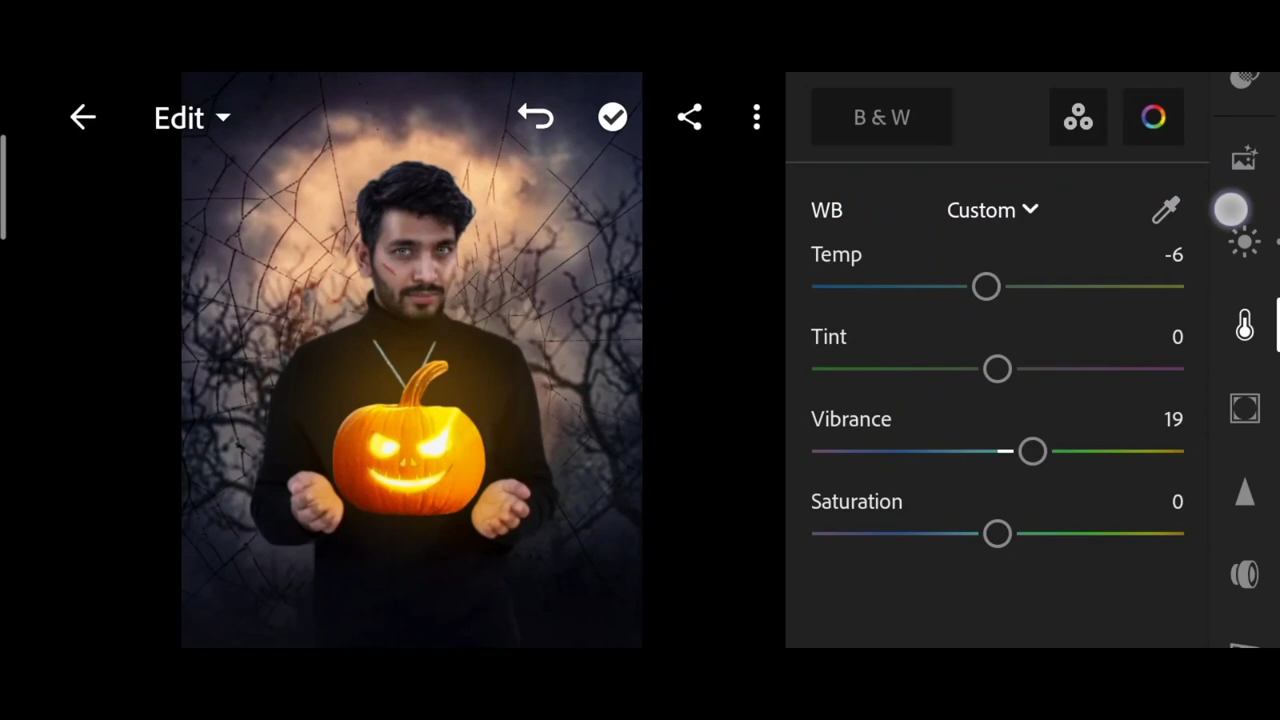 Edit
B & W
WB Custom
Temp -6
Tint 0
Vibrance 19
Saturation 0